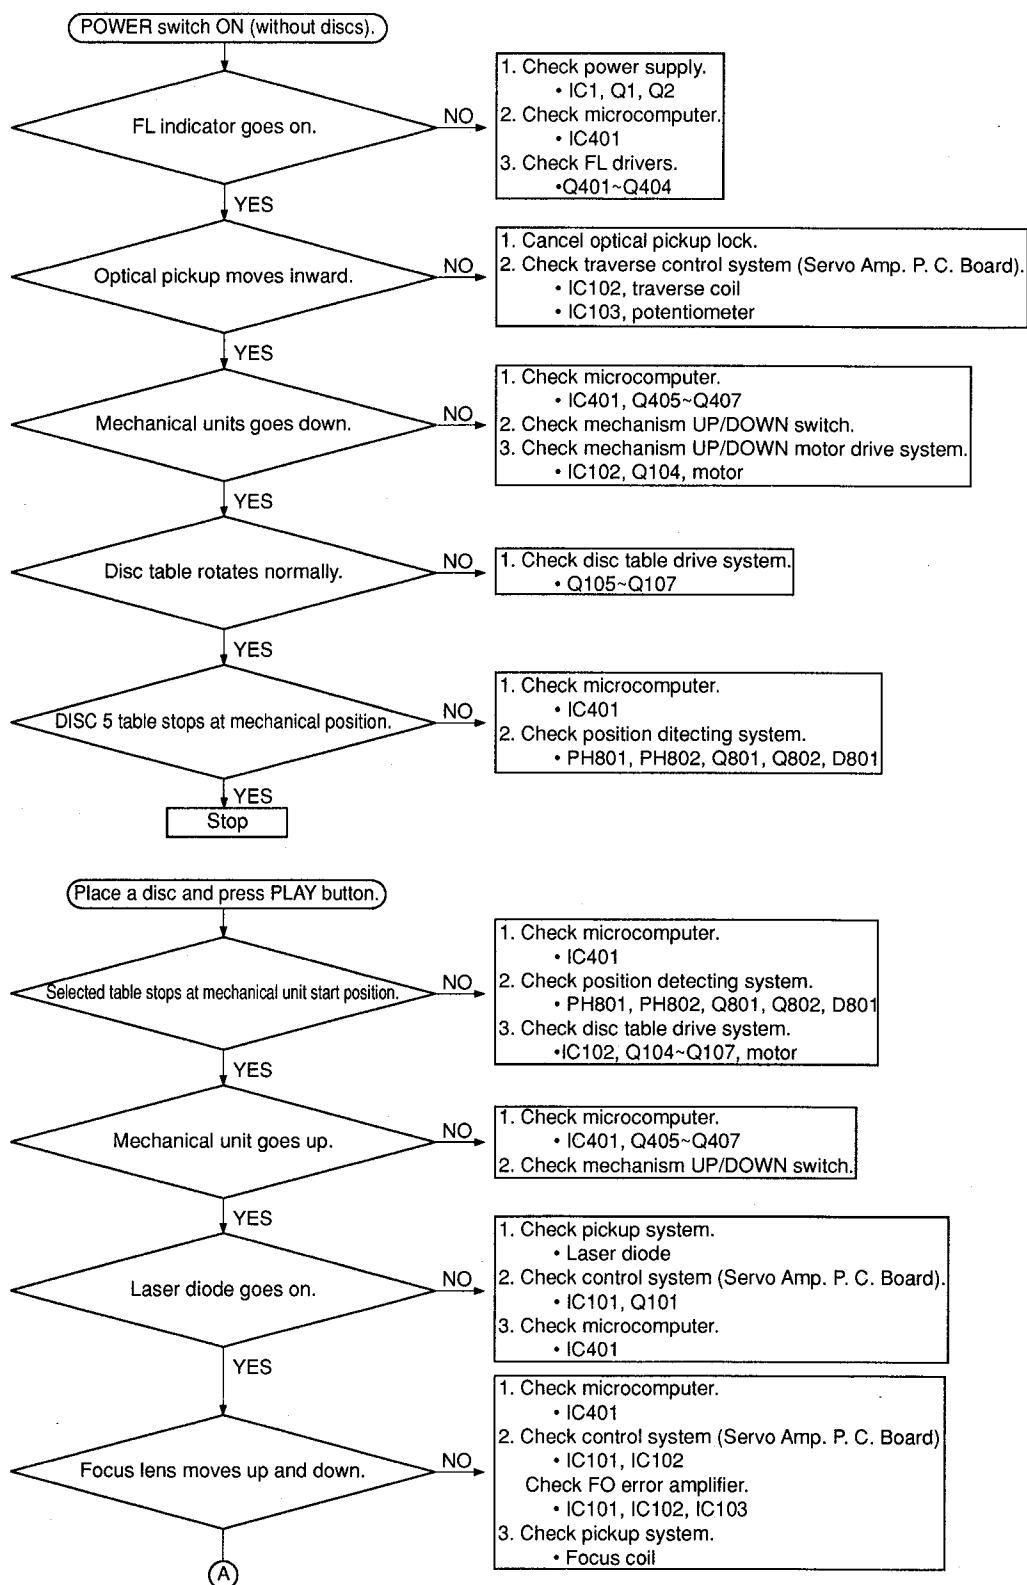 POWER switch ON (without discs).
FL indicator goes on.
NO
1. Check power supply.
• IC1, Q1, Q2
2. Check microcomputer.
• IC401
3. Check FL drivers.
•Q401~Q404
YES
Optical pickup moves inward.
NO
1. Cancel optical pickup lock.
2. Check traverse control system (Servo Amp. P. C. Board).
• IC102, traverse coil
• IC103, potentiometer
YES
Mechanical units goes down.
NO
1. Check microcomputer.
• IC401, Q405~Q407
2. Check mechanism UP/DOWN switch.
3. Check mechanism UP/DOWN motor drive system.
• IC102, Q104, motor
YES
Disc table rotates normally.
NO
1. Check disc table drive system.
• Q105~Q107
YES
DISC 5 table stops at mechanical position.
NO
1. Check microcomputer.
• IC401
2. Check position ditecting system.
• PH801, PH802, Q801, Q802, D801
YES
Stop
Place a disc and press PLAY button.
Selected table stops at mechanical unit start position.
NO
1. Check microcomputer.
• IC401
2. Check position detecting system.
• PH801, PH802, Q801, Q802, D801
3. Check disc table drive system.
•IC102, Q104~Q107, motor
YES
Mechanical unit goes up.
NO
1. Check microcomputer.
• IC401, Q405~Q407
2. Check mechanism UP/DOWN switch.
YES
Laser diode goes on.
NO
1. Check pickup system.
• Laser diode
2. Check control system (Servo Amp. P. C. Board).
• IC101, Q101
3. Check microcomputer.
• IC401
YES
Focus lens moves up and down.
NO
1. Check microcomputer.
• IC401
2. Check control system (Servo Amp. P. C. Board)
• IC101, IC102
Check FO error amplifier.
• IC101, IC102, IC103
3. Check pickup system.
• Focus coil
A